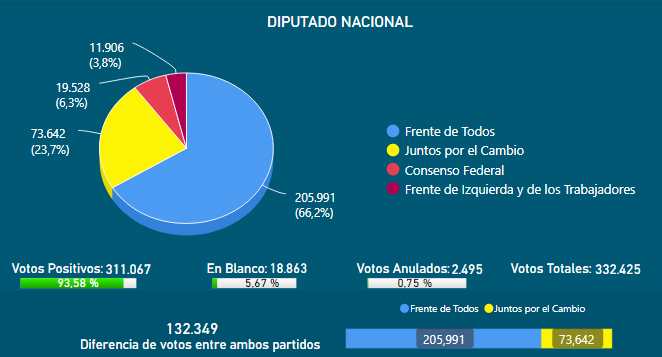 DIPUTADO NACIONAL
11.906
(3,8%)
19.528
(6,3%)
73.642
(23,7%)
205.991
(66,2%)
Frente de Todos
Juntos por el Cambio
Consenso Federal
Frente de Izquierda y de los Trabajadores
Votos Positivos: 311.067
93,58 %
En Blanco: 18.863
5,67 %
Votos Anulados: 2.495
0,75 %
Votos Totales: 332.425
Frente de Todos Juntos por el Cambio
132.349
Diferencia de votos entre ambos partidos
205,991 73,642